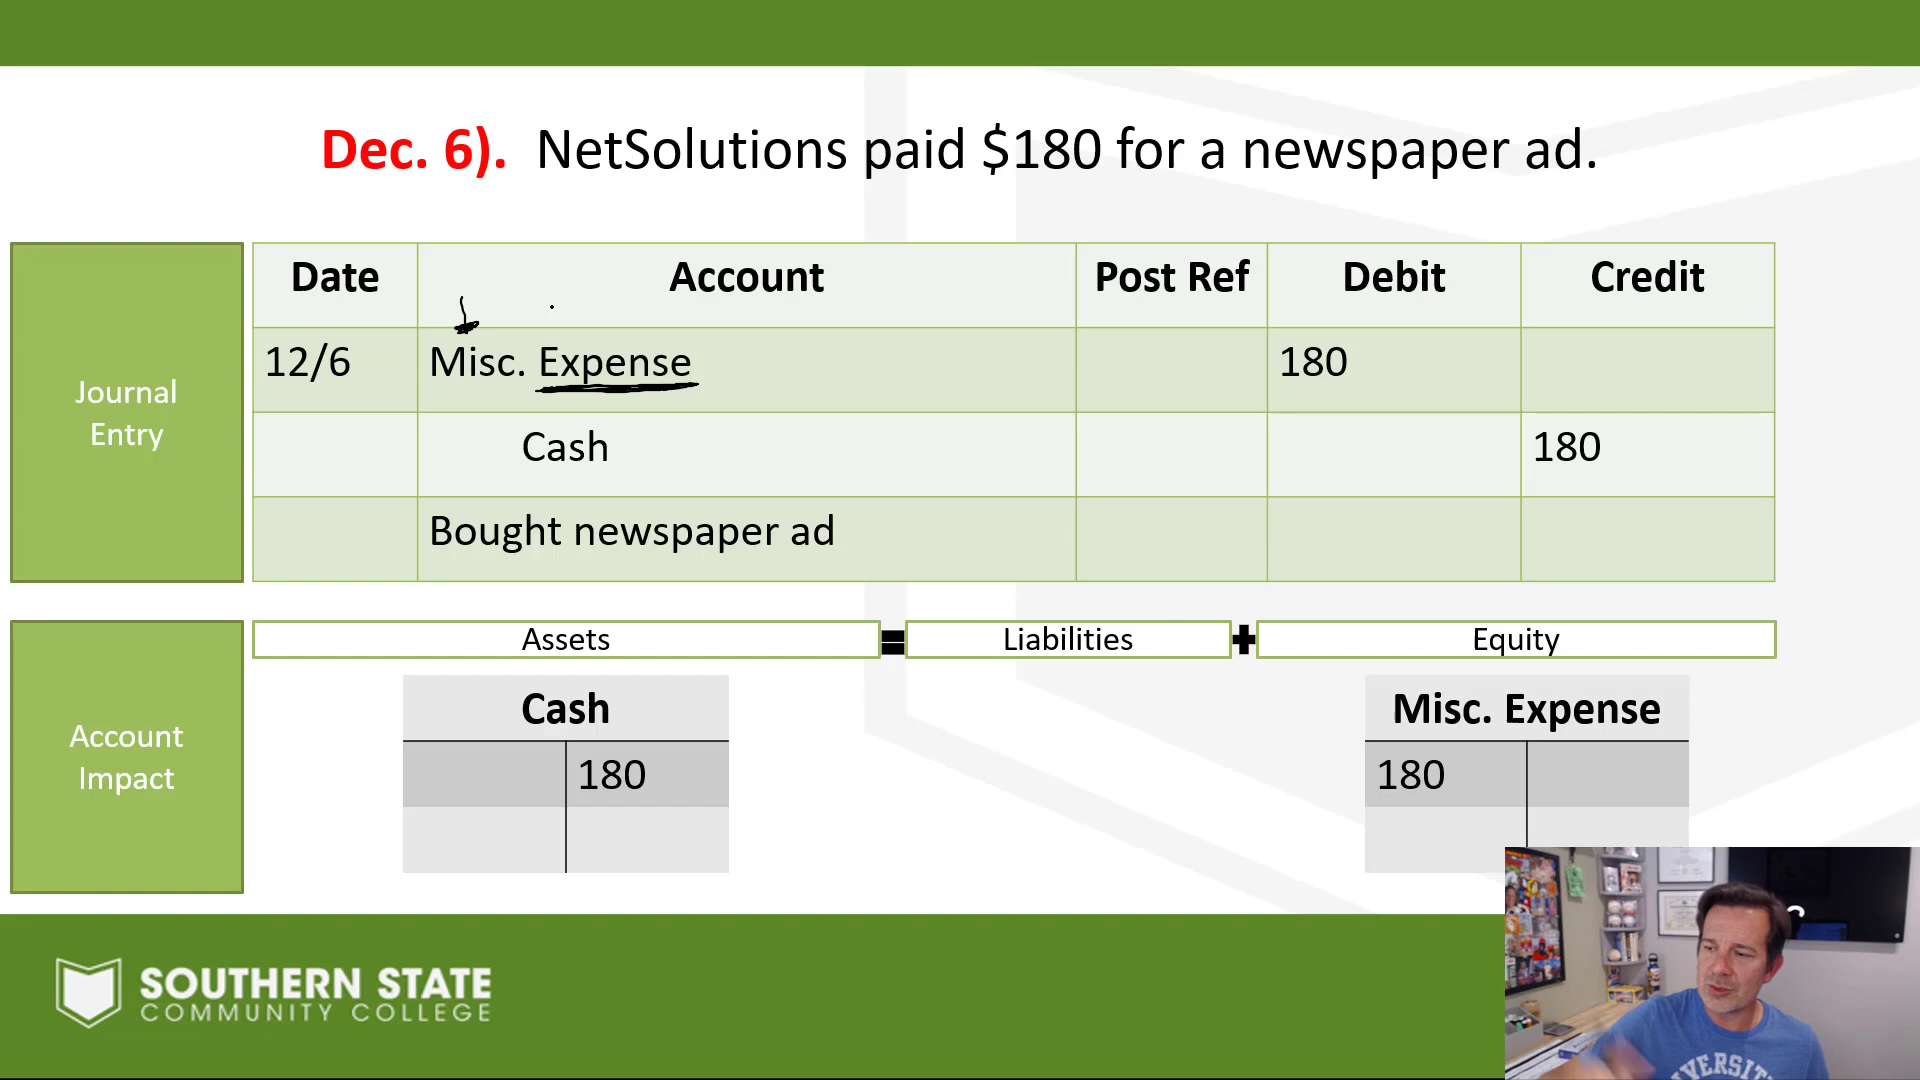 Dec. 6). NetSolutions paid $180 for a newspaper ad.
Journal
Entry
Date Account Post Ref Debit Credit
12/6 Misc. Expense 180
Cash 180
Bought newspaper ad
Account
Impact
Assets = Liabilities + Equity
Cash
180
Misc. Expense
180
SOUTHERN STATE
COMMUNITY COLLEGE